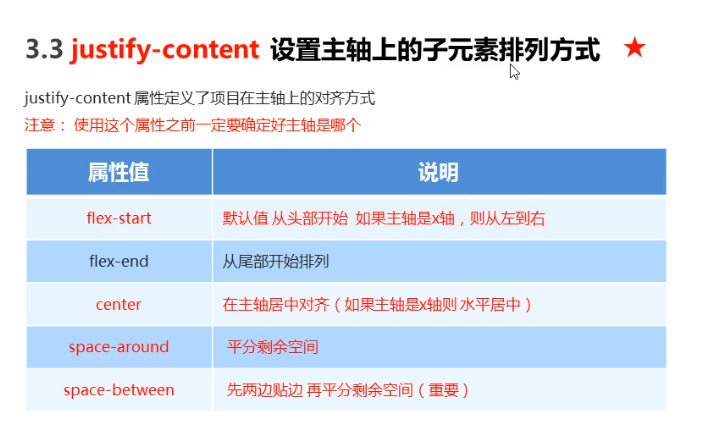 3.3 justify-content 设置主轴上的子元素排列方式 ★
justify-content 属性定义了项目在主轴上的对齐方式
注意： 使用这个属性之前一定要确定好主轴是哪个
属性值 说明
flex-start 默认值 从头部开始 如果主轴是x轴，则从左到右
flex-end 从尾部开始排列
center 在主轴居中对齐（如果主轴是x轴则 水平居中）
space-around 平分剩余空间
space-between 先两边贴边 再平分剩余空间（重要）